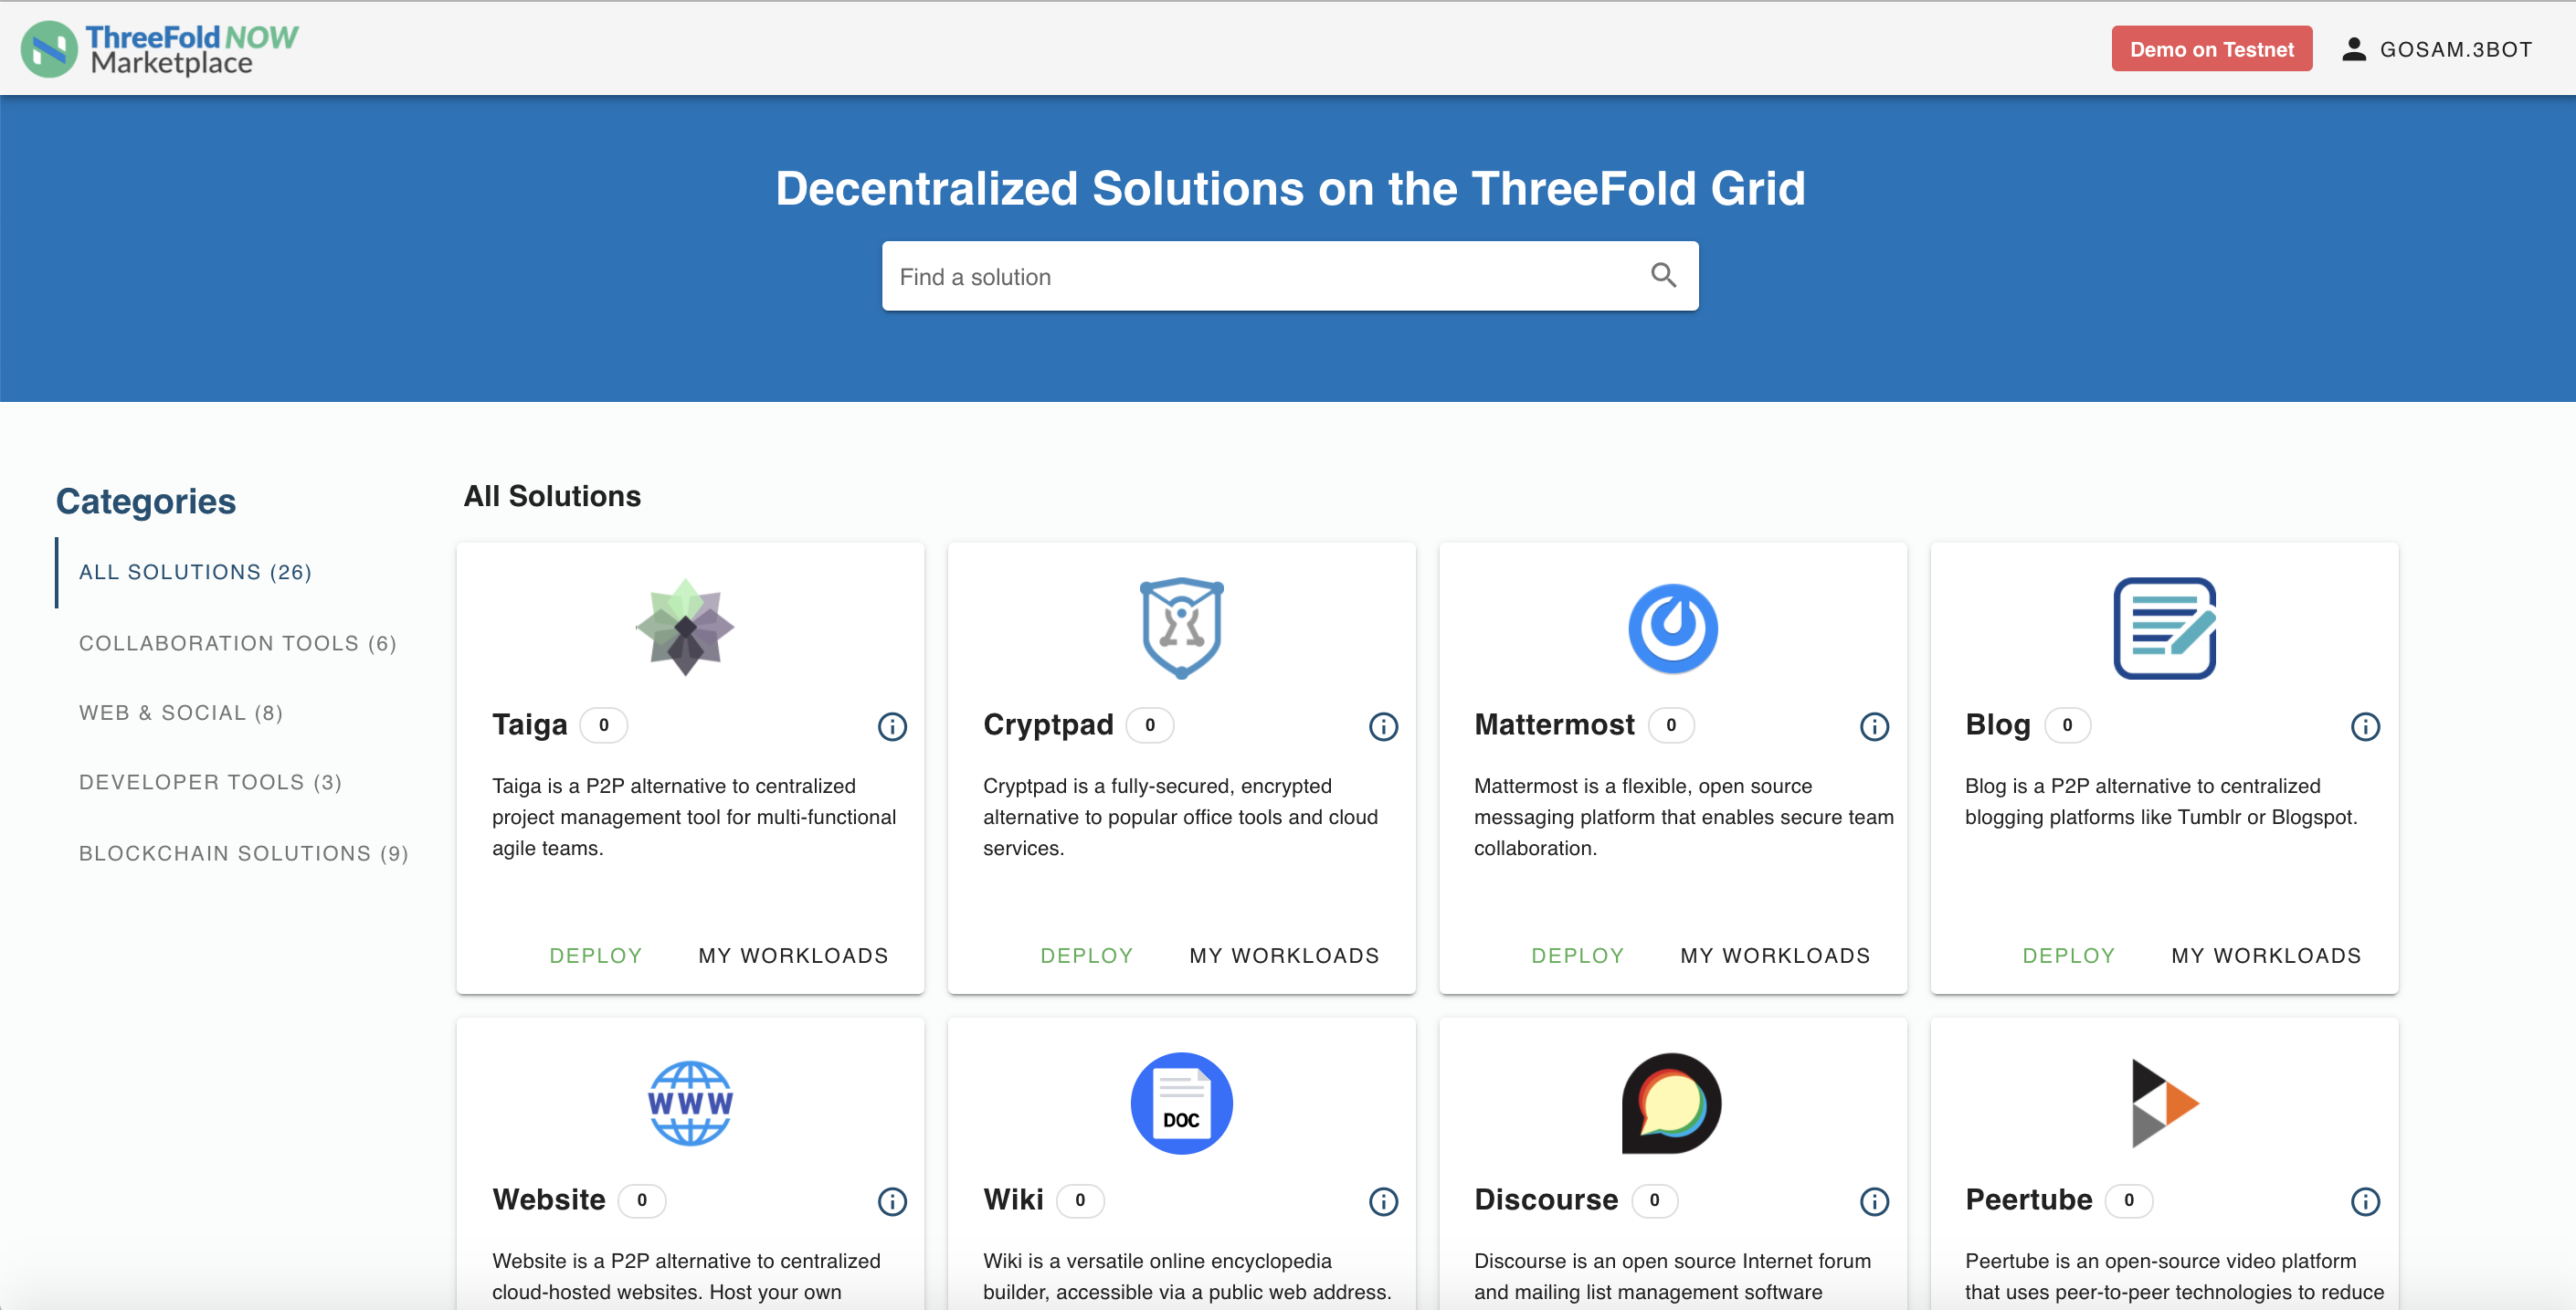 ThreeFold NOW
Marketplace
Demo on Testnet
GOSAM.3BOT
Decentralized Solutions on the ThreeFold Grid
Find a solution
Categories
ALL SOLUTIONS (26)
COLLABORATION TOOLS (6)
WEB & SOCIAL (8)
DEVELOPER TOOLS (3)
BLOCKCHAIN SOLUTIONS (9)
All Solutions
Taiga 0
Taiga is a P2P alternative to centralized
project management tool for multi-functional
agile teams.
DEPLOY MY WORKLOADS
Cryptpad 0
Cryptpad is a fully-secured, encrypted
alternative to popular office tools and cloud
services.
DEPLOY MY WORKLOADS
Mattermost 0
Mattermost is a flexible, open source
messaging platform that enables secure team
collaboration.
DEPLOY MY WORKLOADS
Blog 0
Blog is a P2P alternative to centralized
blogging platforms like Tumblr or Blogspot.
DEPLOY MY WORKLOADS
WWW
Website 0
Website is a P2P alternative to centralized
cloud-hosted websites. Host your own
DOC
Wiki 0
Wiki is a versatile online encyclopedia
builder, accessible via a public web address.
Discourse 0
Discourse is an open source Internet forum
and mailing list management software
Peertube 0
Peertube is an open-source video platform
that uses peer-to-peer technologies to reduce